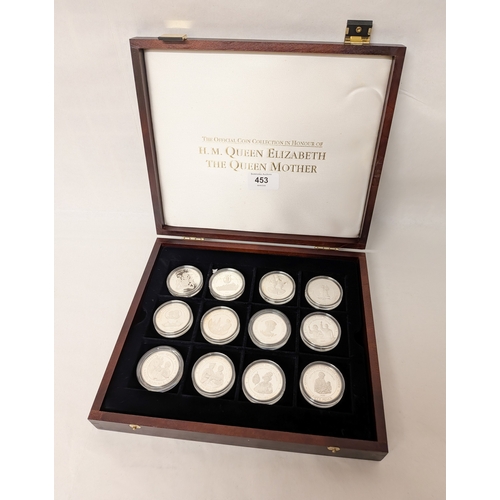 The Official Coin Collection in Honour of
H.M. Queen Elizabeth
The Queen Mother
453